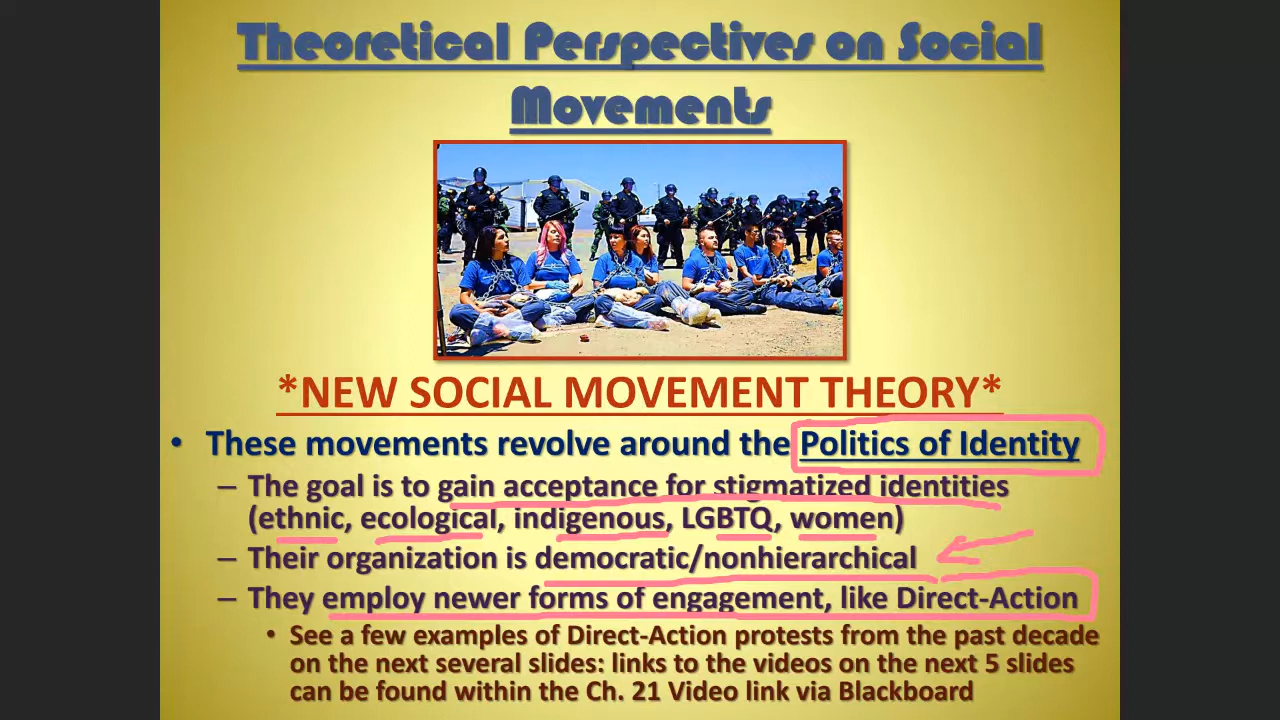 Theoretical Perspectives on Social
Movements
*NEW SOCIAL MOVEMENT THEORY*
• These movements revolve around the Politics of Identity
– The goal is to gain acceptance for stigmatized identities
(ethnic, ecological, indigenous, LGBTQ, women)
– Their organization is democratic/nonhierarchical
– They employ newer forms of engagement, like Direct-Action
• See a few examples of Direct-Action protests from the past decade
on the next several slides: links to the videos on the next 5 slides
can be found within the Ch. 21 Video link via Blackboard